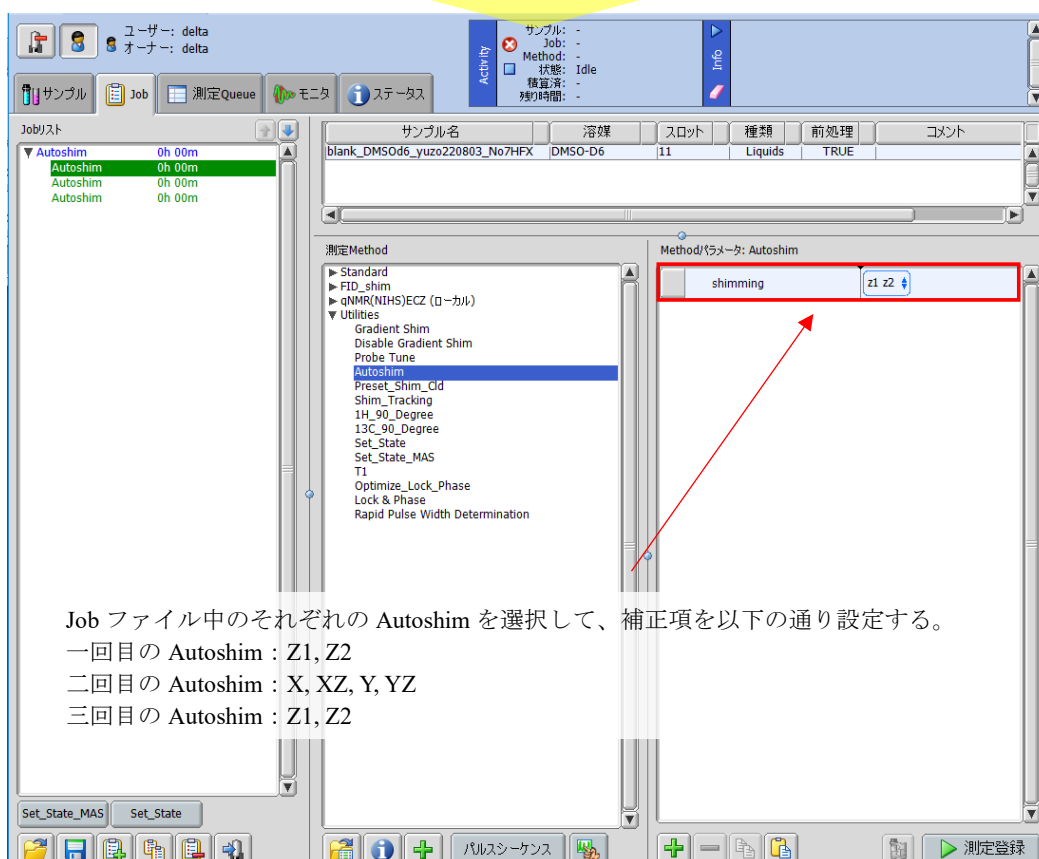 ユーザー: delta
オーナー: delta
Activity
サンプル: -
Job: -
Method: -
状態: Idle
積算済: -
残り時間: -
Info
サンプル
Job
測定Queue
モニタ
ステータス
Jobリスト
Autoshim 0h 00m
Autoshim 0h 00m
Autoshim 0h 00m
Autoshim 0h 00m
サンプル名 溶媒 スロット 種類 前処理 コメント
blank_DMSOd6_yuzo220803_No7HFX DMSO-D6 11 Liquids TRUE
測定Method
Standard
FID_shim
qNMR(NIHS)ECZ (ローカル)
Utilities
Gradient Shim
Disable Gradient Shim
Probe Tune
Autoshim
Preset_Shim_Cld
Shim_Tracking
1H_90_Degree
13C_90_Degree
Set_State
Set_State_MAS
T1
Optimize_Lock_Phase
Lock & Phase
Rapid Pulse Width Determination
Methodパラメータ: Autoshim
shimming z1 z2
Job ファイル中のそれぞれの Autoshim を選択して、補正項を以下の通り設定する。
一回目の Autoshim：Z1, Z2
二回目の Autoshim：X, XZ, Y, YZ
三回目の Autoshim：Z1, Z2
Set_State_MAS
Set_State
パルスシーケンス
測定登録